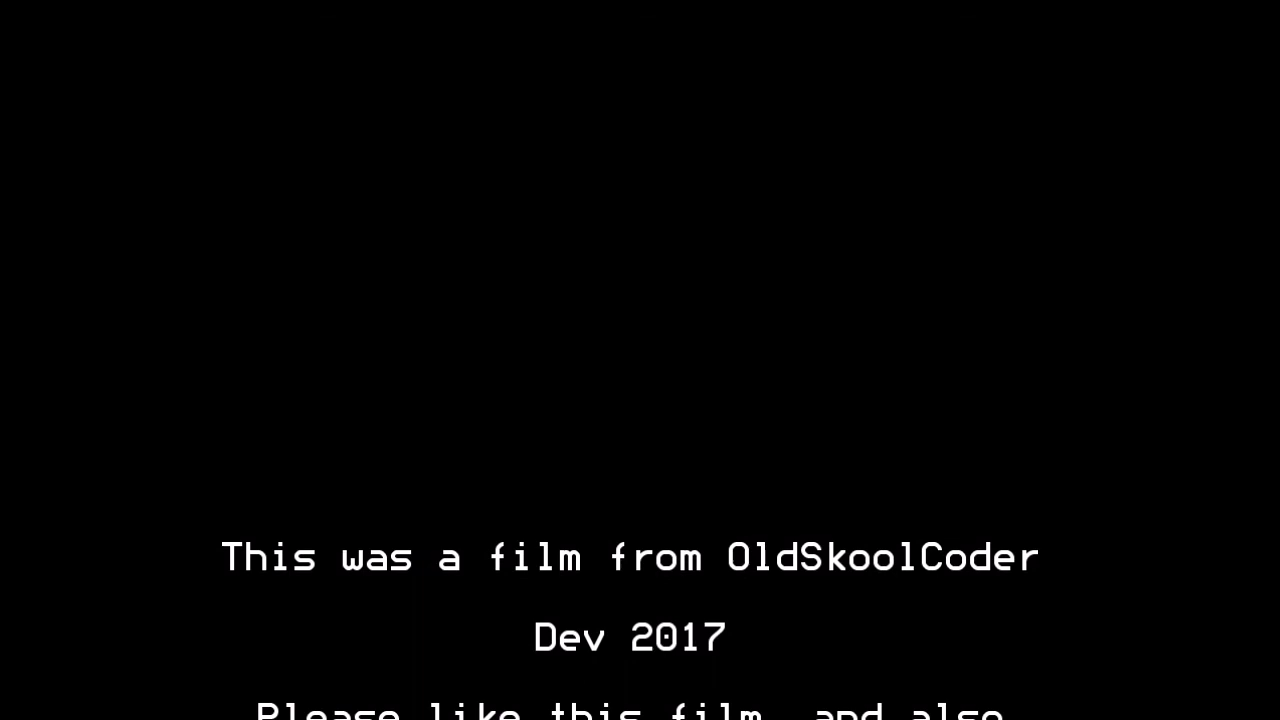 This was a film from OldSkoolCoder
Dev 2017
Please like this film, and also